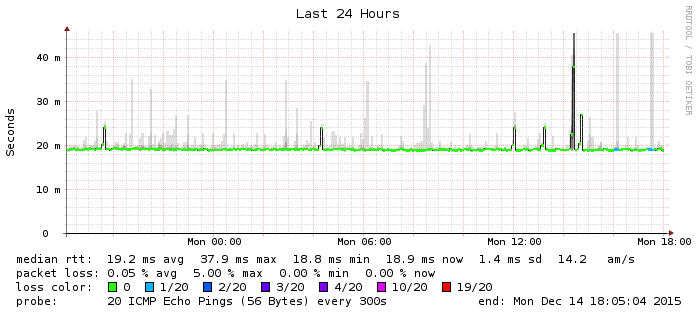 Last 24 Hours
RRDTOOL / TOBI OETIKER
Seconds
40 m
30 m
20 m
10 m
0
Mon 00:00 Mon 06:00 Mon 12:00 Mon 18:00
median rtt: 19.2 ms avg 37.9 ms max 18.8 ms min 18.9 ms now 1.4 ms sd 14.2 am/s
packet loss: 0.05 % avg 5.00 % max 0.00 % min 0.00 % now
loss color: 0 1/20 2/20 3/20 4/20 10/20 19/20
probe: 20 ICMP Echo Pings (56 Bytes) every 300s end: Mon Dec 14 18:05:04 2015